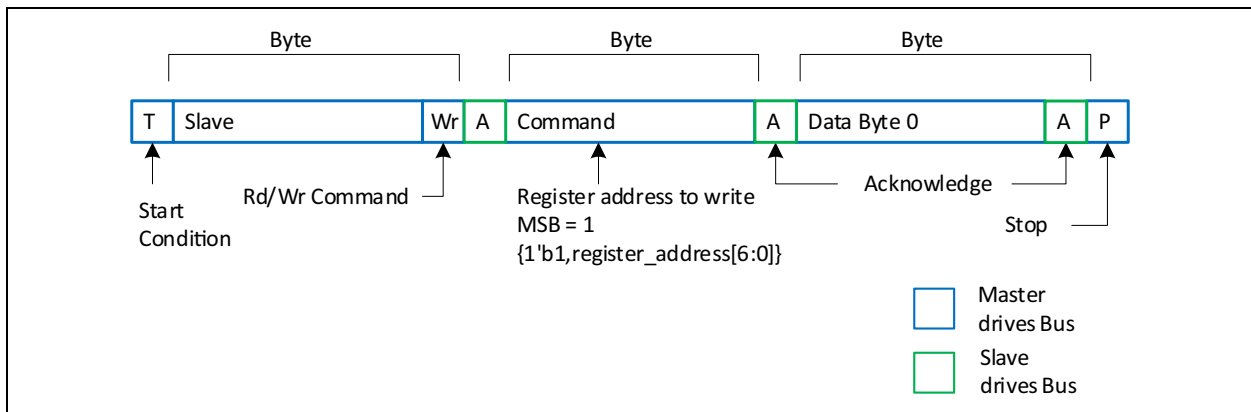 Byte Byte Byte
T Slave Wr A Command A Data Byte 0 A P
Rd/Wr Command
Start
Condition
Register address to write
MSB = 1
{1'b1,register_address[6:0]}
Acknowledge
Stop
Master
drives Bus
Slave
drives Bus